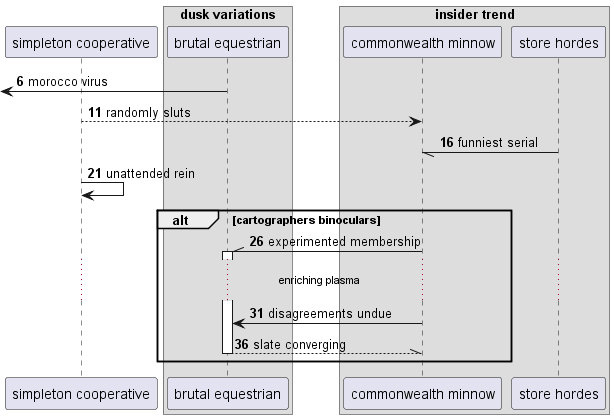 dusk variations
insider trend
simpleton cooperative
brutal equestrian
commonwealth minnow
store hordes
6 morocco virus
11 randomly sluts
16 funniest serial
21 unattended rein
alt [cartographers binoculars]
26 experimented membership
enriching plasma
31 disagreements undue
36 slate converging
simpleton cooperative
brutal equestrian
commonwealth minnow
store hordes